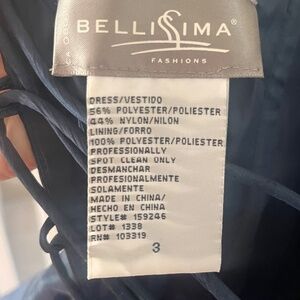 BELLISSIMA®
FASHIONS
DRESS/VESTIDO
56% POLYESTER/POLIESTER
44% NYLON/NILON
LINING/FORRO
100% POLYESTER/POLIESTER
PROFESSIONALLY
SPOT CLEAN ONLY
DESMANCHAR
PROFESIONALMENTE
SOLAMENTE
MADE IN CHINA/
HECHO EN CHINA
STYLE# 159246
LOT# 1338
RN# 103319
3